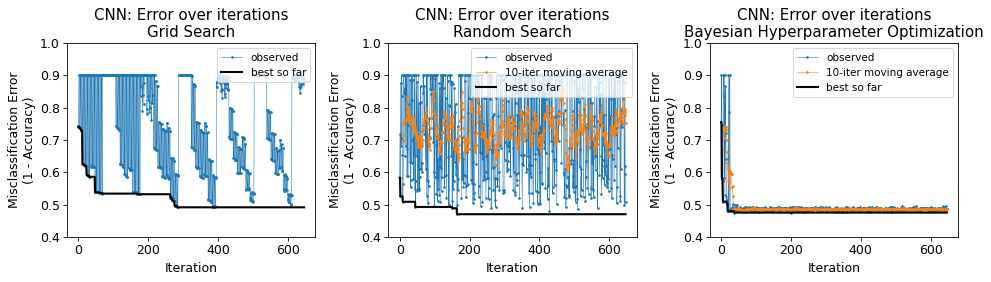 CNN: Error over iterations
Grid Search
Misclassification Error
(1 - Accuracy)
1.0
0.9
0.8
0.7
0.6
0.5
0.4
observed
best so far
0
200
400
600
Iteration
CNN: Error over iterations
Random Search
Misclassification Error
(1 - Accuracy)
1.0
0.9
0.8
0.7
0.6
0.5
0.4
observed
10-iter moving average
best so far
0
200
400
600
Iteration
CNN: Error over iterations
Bayesian Hyperparameter Optimization
Misclassification Error
(1 - Accuracy)
1.0
0.9
0.8
0.7
0.6
0.5
0.4
observed
10-iter moving average
best so far
0
200
400
600
Iteration